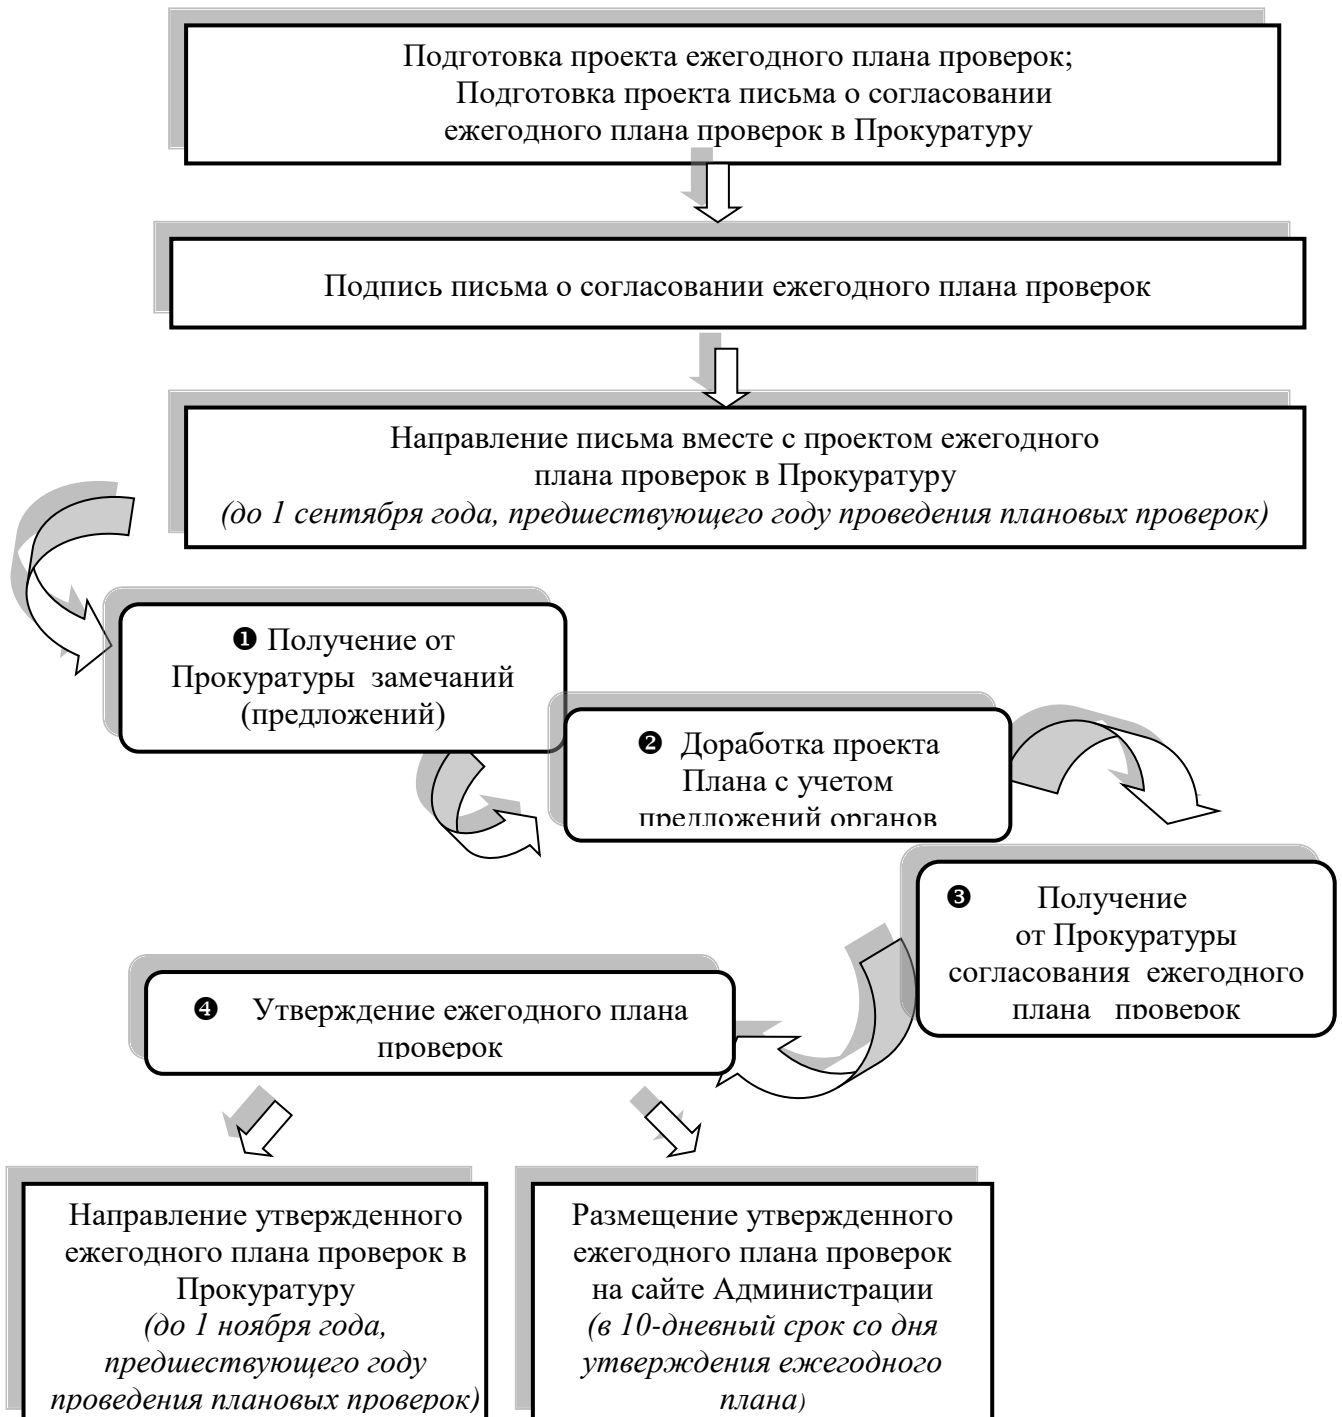 Подготовка проекта ежегодного плана проверок;
Подготовка проекта письма о согласовании
ежегодного плана проверок в Прокуратуру
Подпись письма о согласовании ежегодного плана проверок
Направление письма вместе с проектом ежегодного
плана проверок в Прокуратуру
(до 1 сентября года, предшествующего году проведения плановых проверок)
❶ Получение от
Прокуратуры замечаний
(предложений)
❷ Доработка проекта
Плана с учетом
предложений органов
❸ Получение
от Прокуратуры
согласования ежегодного
плана проверок
❹ Утверждение ежегодного плана
проверок
Направление утвержденного
ежегодного плана проверок в
Прокуратуру
(до 1 ноября года,
предшествующего году
проведения плановых проверок)
Размещение утвержденного
ежегодного плана проверок
на сайте Администрации
(в 10-дневный срок со дня
утверждения ежегодного
плана)